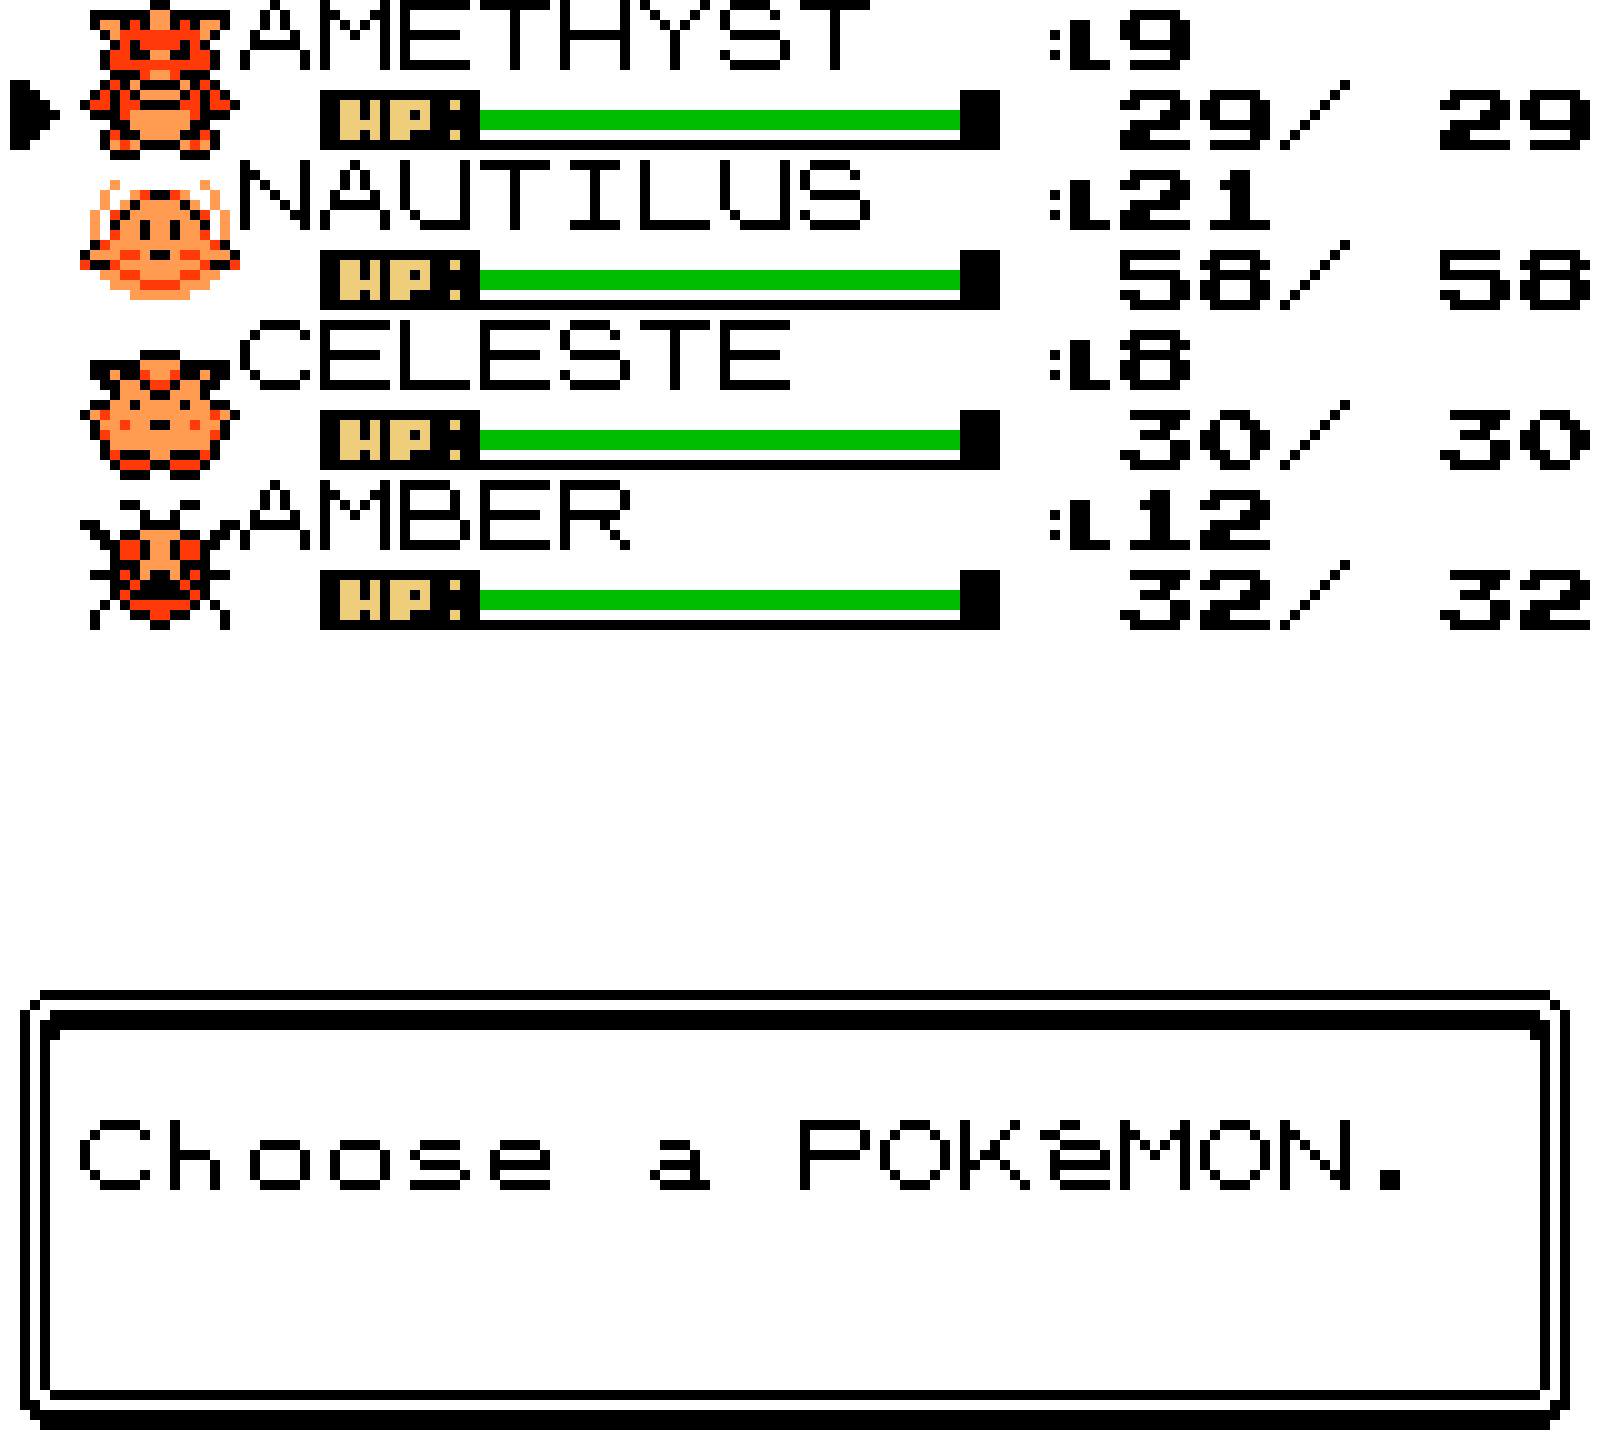 AMETHYST :L9
HP: 29/ 29
NAUTILUS :L21
HP: 58/ 58
CELESTE :L8
HP: 30/ 30
AMBER :L12
HP: 32/ 32
Choose a POKéMON.